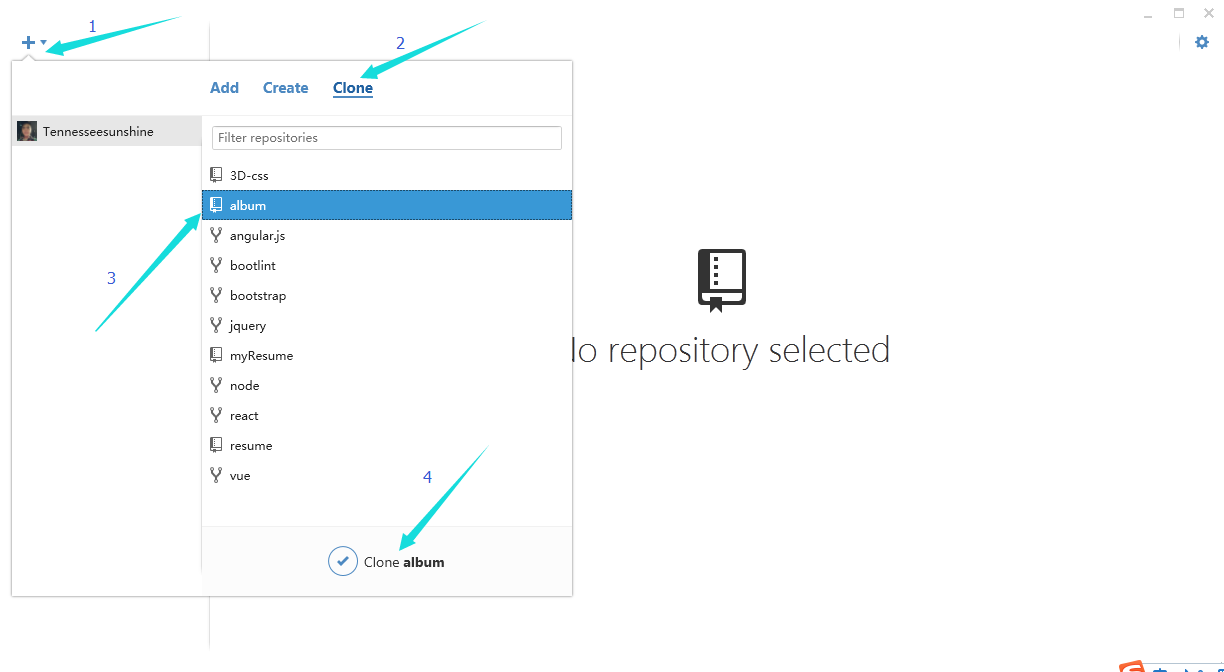 1
2
Add Create Clone
Tennesseesunshine
Filter repositories
3D-css
album
angular.js
3
bootlint
bootstrap
jquery
myResume
node
react
resume
vue
4
Clone album
o repository selected